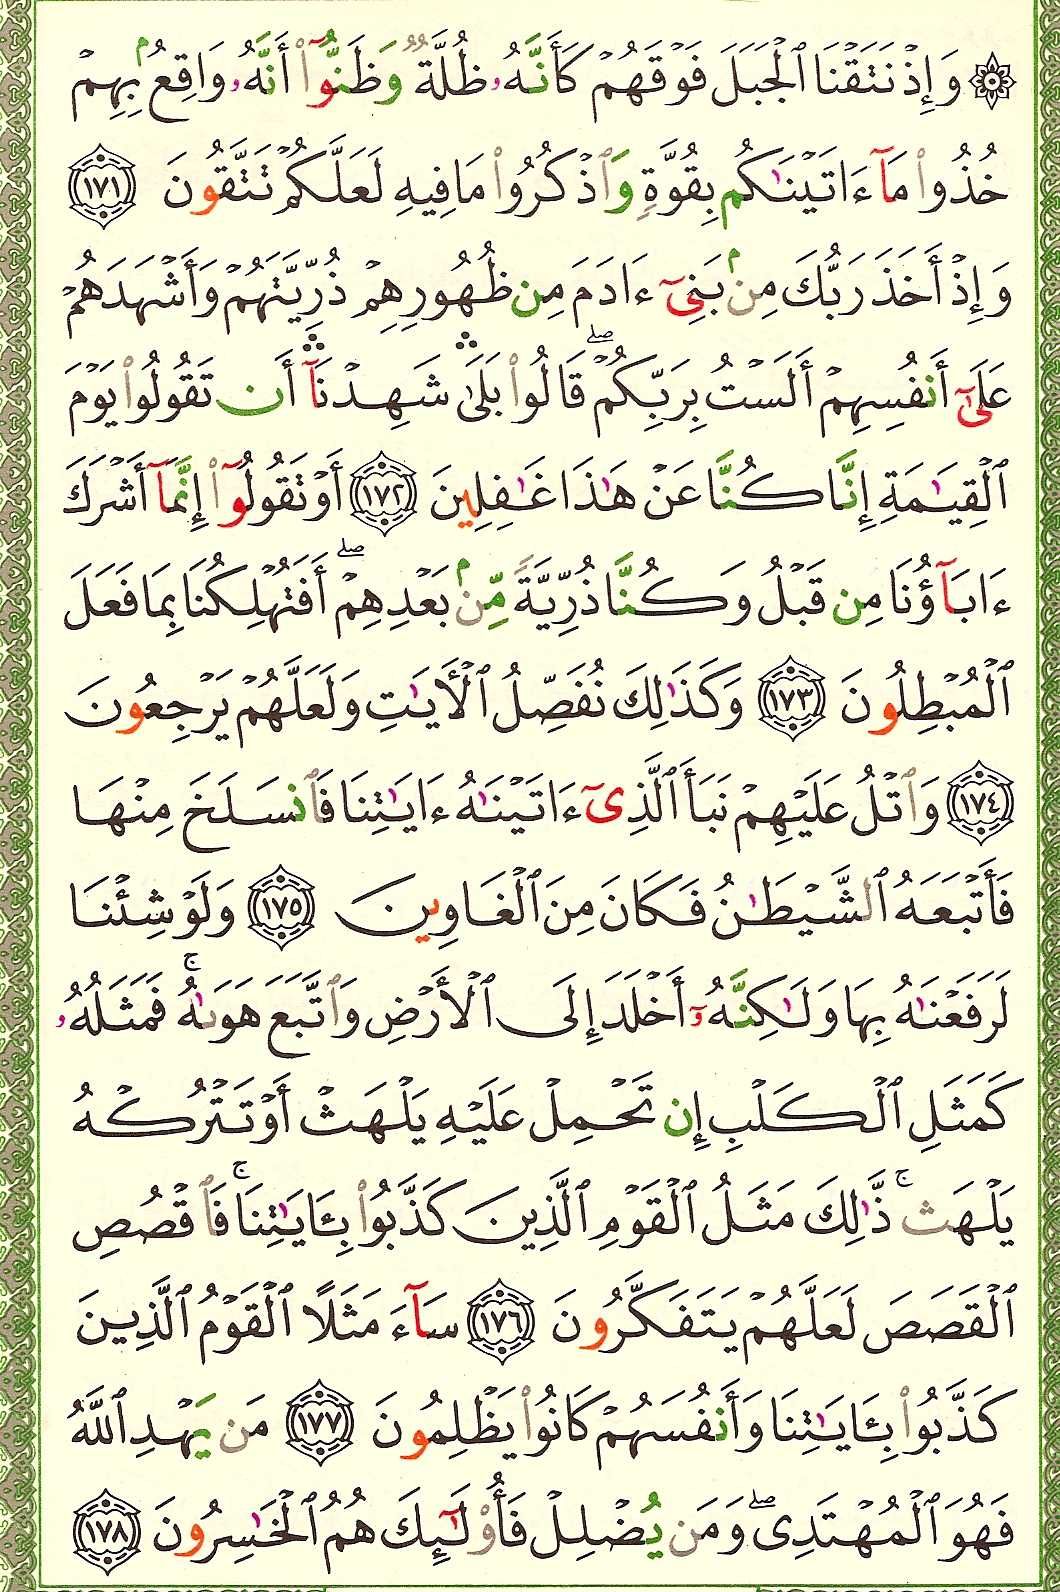 ۞ وَإِذْ نَتَقْنَا ٱلْجَبَلَ فَوْقَهُمْ كَأَنَّهُۥ ظُلَّةٌ وَظَنُّوٓا۟ أَنَّهُۥ وَاقِعٌۢ بِهِمْ
خُذُوا۟ مَآ ءَاتَيْنَـٰكُم بِقُوَّةٍ وَٱذْكُرُوا۟ مَا فِيهِ لَعَلَّكُمْ تَتَّقُونَ ١٧١
وَإِذْ أَخَذَ رَبُّكَ مِنۢ بَنِىٓ ءَادَمَ مِن ظُهُورِهِمْ ذُرِّيَّتَهُمْ وَأَشْهَدَهُمْ
عَلَىٰٓ أَنفُسِهِمْ أَلَسْتُ بِرَبِّكُمْ ۖ قَالُوا۟ بَلَىٰ ۛ شَهِدْنَآ ۛ أَن تَقُولُوا۟ يَوْمَ
ٱلْقِيَـٰمَةِ إِنَّا كُنَّا عَنْ هَـٰذَا غَـٰفِلِينَ ١٧٢ أَوْ تَقُولُوٓا۟ إِنَّمَآ أَشْرَكَ
ءَابَآؤُنَا مِن قَبْلُ وَكُنَّا ذُرِّيَّةً مِّنۢ بَعْدِهِمْ ۖ أَفَتُهْلِكُنَا بِمَا فَعَلَ
ٱلْمُبْطِلُونَ ١٧٣ وَكَذَٰلِكَ نُفَصِّلُ ٱلْـَٔايَـٰتِ وَلَعَلَّهُمْ يَرْجِعُونَ
١٧٤ وَٱتْلُ عَلَيْهِمْ نَبَأَ ٱلَّذِىٓ ءَاتَيْنَـٰهُ ءَايَـٰتِنَا فَٱنسَلَخَ مِنْهَا
فَأَتْبَعَهُ ٱلشَّيْطَـٰنُ فَكَانَ مِنَ ٱلْغَاوِينَ ١٧٥ وَلَوْ شِئْنَا
لَرَفَعْنَـٰهُ بِهَا وَلَـٰكِنَّهُۥٓ أَخْلَدَ إِلَى ٱلْأَرْضِ وَٱتَّبَعَ هَوَىٰهُ ۚ فَمَثَلُهُۥ
كَمَثَلِ ٱلْكَلْبِ إِن تَحْمِلْ عَلَيْهِ يَلْهَثْ أَوْ تَتْرُكْهُ
يَلْهَث ۚ ذَّٰلِكَ مَثَلُ ٱلْقَوْمِ ٱلَّذِينَ كَذَّبُوا۟ بِـَٔايَـٰتِنَا ۚ فَٱقْصُصِ
ٱلْقَصَصَ لَعَلَّهُمْ يَتَفَكَّرُونَ ١٧٦ سَآءَ مَثَلًا ٱلْقَوْمُ ٱلَّذِينَ
كَذَّبُوا۟ بِـَٔايَـٰتِنَا وَأَنفُسَهُمْ كَانُوا۟ يَظْلِمُونَ ١٧٧ مَن يَهْدِ ٱللَّهُ
فَهُوَ ٱلْمُهْتَدِى ۖ وَمَن يُضْلِلْ فَأُو۟لَـٰٓئِكَ هُمُ ٱلْخَـٰسِرُونَ ١٧٨